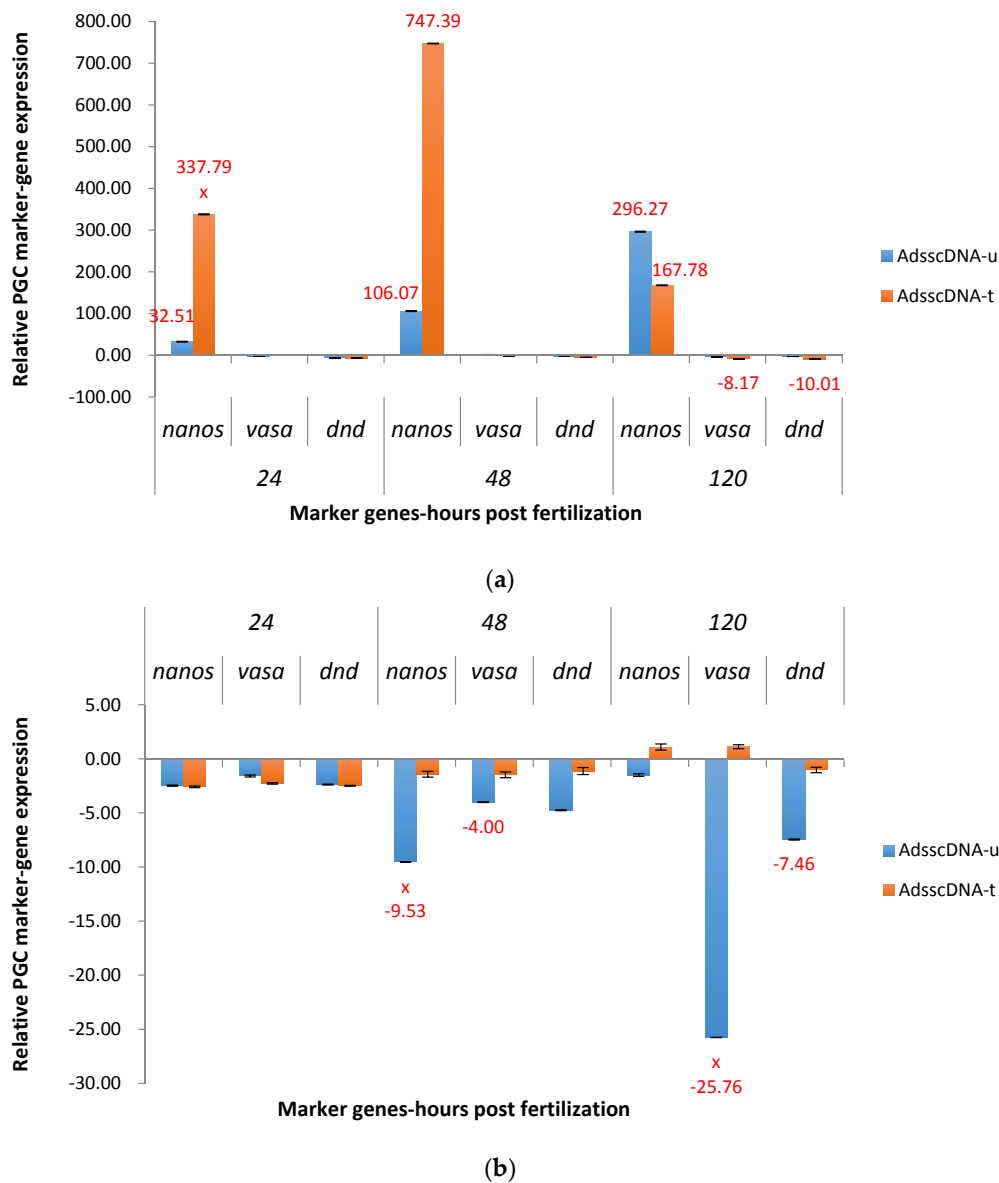 800.00
747.39
700.00
600.00
500.00
400.00
337.79
x
300.00
296.27
200.00
167.78
106.07
100.00
32.51
0.00
-8.17
-10.01
-100.00
Relative PGC marker-gene expression
AdsscDNA-u
AdsscDNA-t
nanos vasa dnd nanos vasa dnd nanos vasa dnd
24 48 120
Marker genes-hours post fertilization
(a)
24 48 120
nanos vasa dnd nanos vasa dnd nanos vasa dnd
5.00
0.00
-5.00
-4.00
-10.00
x
-9.53
-7.46
-15.00
-20.00
-25.00
x
-25.76
-30.00
Relative PGC marker-gene expression
AdsscDNA-u
AdsscDNA-t
Marker genes-hours post fertilization
(b)